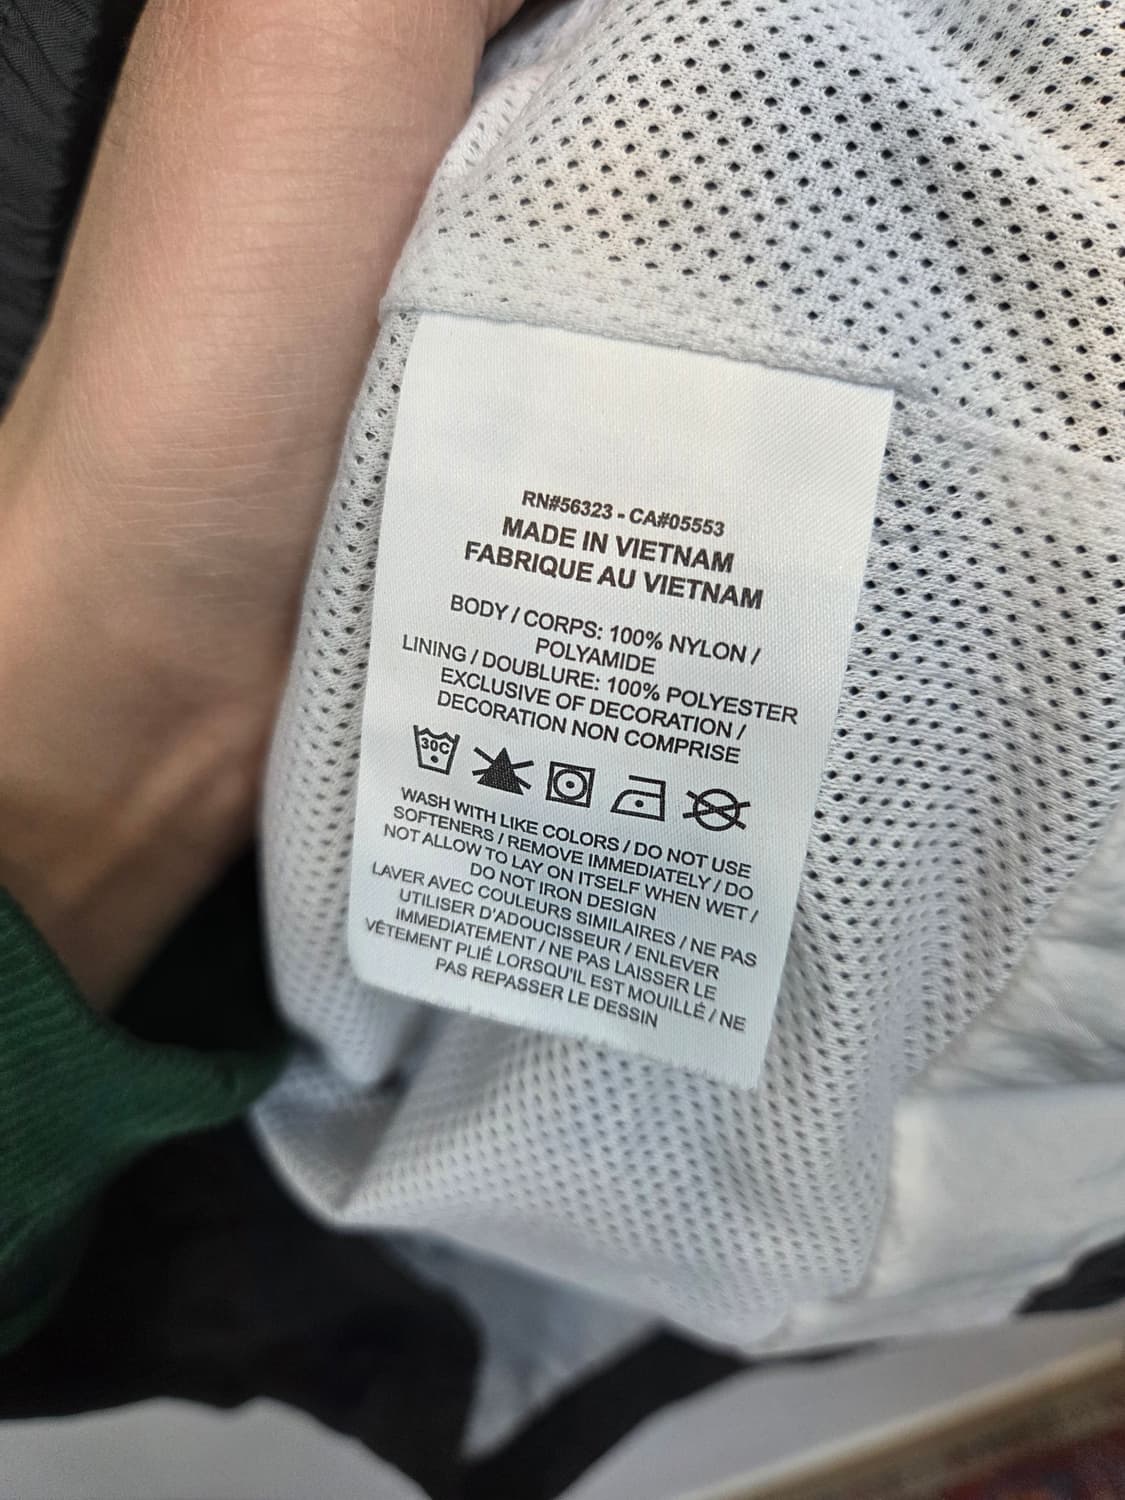 RN#56323 - CA#05553
MADE IN VIETNAM
FABRIQUE AU VIETNAM
BODY / CORPS: 100% NYLON /
POLYAMIDE
LINING / DOUBLURE: 100% POLYESTER
EXCLUSIVE OF DECORATION /
DECORATION NON COMPRISE
30C
WASH WITH LIKE COLORS / DO NOT USE
SOFTENERS / REMOVE IMMEDIATELY / DO
NOT ALLOW TO LAY ON ITSELF WHEN WET /
DO NOT IRON DESIGN
LAVER AVEC COULEURS SIMILAIRES / NE PAS
UTILISER D'ADOUCISSEUR / ENLEVER
IMMEDIATEMENT / NE PAS LAISSER LE
VÊTEMENT PLIÉ LORSQU'IL EST MOUILLÉ / NE
PAS REPASSER LE DESSIN